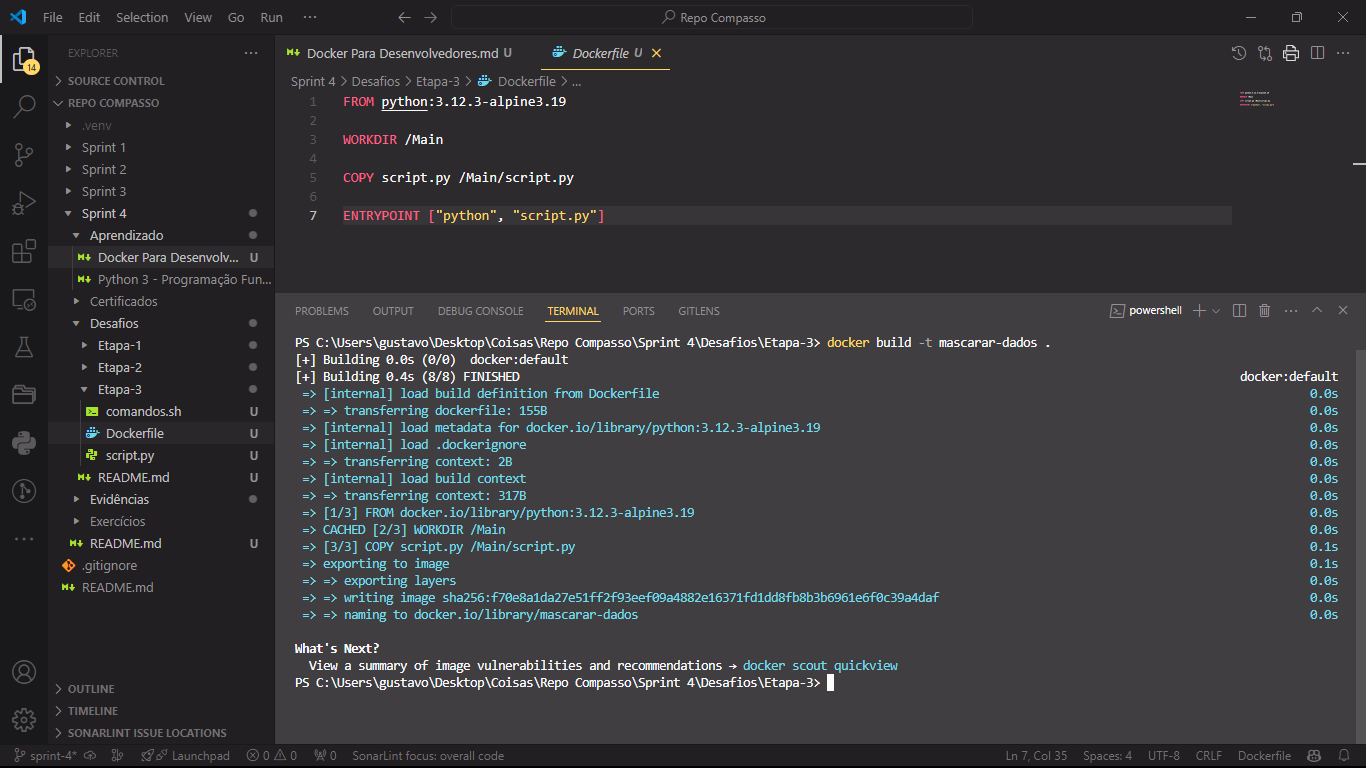 File Edit Selection View Go Run ··· Repo Compasso
EXPLORER ···
14
SOURCE CONTROL
REPO COMPASSO
.venv
Sprint 1
Sprint 2
Sprint 3
Sprint 4
Aprendizado
Docker Para Desenvolv... U
Python 3 - Programação Fun...
Certificados
Desafios
Etapa-1
Etapa-2
Etapa-3
comandos.sh U
Dockerfile U
script.py U
README.md U
Evidências
Exercícios
README.md U
.gitignore
README.md
OUTLINE
TIMELINE
SONARLINT ISSUE LOCATIONS
Docker Para Desenvolvedores.md U Dockerfile U
Sprint 4 > Desafios > Etapa-3 > Dockerfile > ...
1 FROM python:3.12.3-alpine3.19
2
3 WORKDIR /Main
4
5 COPY script.py /Main/script.py
6
7 ENTRYPOINT ["python", "script.py"]
PROBLEMS OUTPUT DEBUG CONSOLE TERMINAL PORTS GITLENS powershell
PS C:\Users\gustavo\Desktop\Coisas\Repo Compasso\Sprint 4\Desafios\Etapa-3> docker build -t mascarar-dados .
[+] Building 0.0s (0/0) docker:default
[+] Building 0.4s (8/8) FINISHED docker:default
=> [internal] load build definition from Dockerfile 0.0s
=> => transferring dockerfile: 155B 0.0s
=> [internal] load metadata for docker.io/library/python:3.12.3-alpine3.19 0.0s
=> [internal] load .dockerignore 0.0s
=> => transferring context: 2B 0.0s
=> [internal] load build context 0.0s
=> => transferring context: 317B 0.0s
=> [1/3] FROM docker.io/library/python:3.12.3-alpine3.19 0.0s
=> CACHED [2/3] WORKDIR /Main 0.0s
=> [3/3] COPY script.py /Main/script.py 0.1s
=> exporting to image 0.1s
=> => exporting layers 0.0s
=> => writing image sha256:f70e8a1da27e51ff2f93eef09a4882e16371fd1dd8fb8b3b6961e6f0c39a4daf 0.0s
=> => naming to docker.io/library/mascarar-dados 0.0s
What's Next?
View a summary of image vulnerabilities and recommendations → docker scout quickview
PS C:\Users\gustavo\Desktop\Coisas\Repo Compasso\Sprint 4\Desafios\Etapa-3>
sprint-4* Launchpad 0 0 0 SonarLint focus: overall code Ln 7, Col 35 Spaces: 4 UTF-8 CRLF Dockerfile